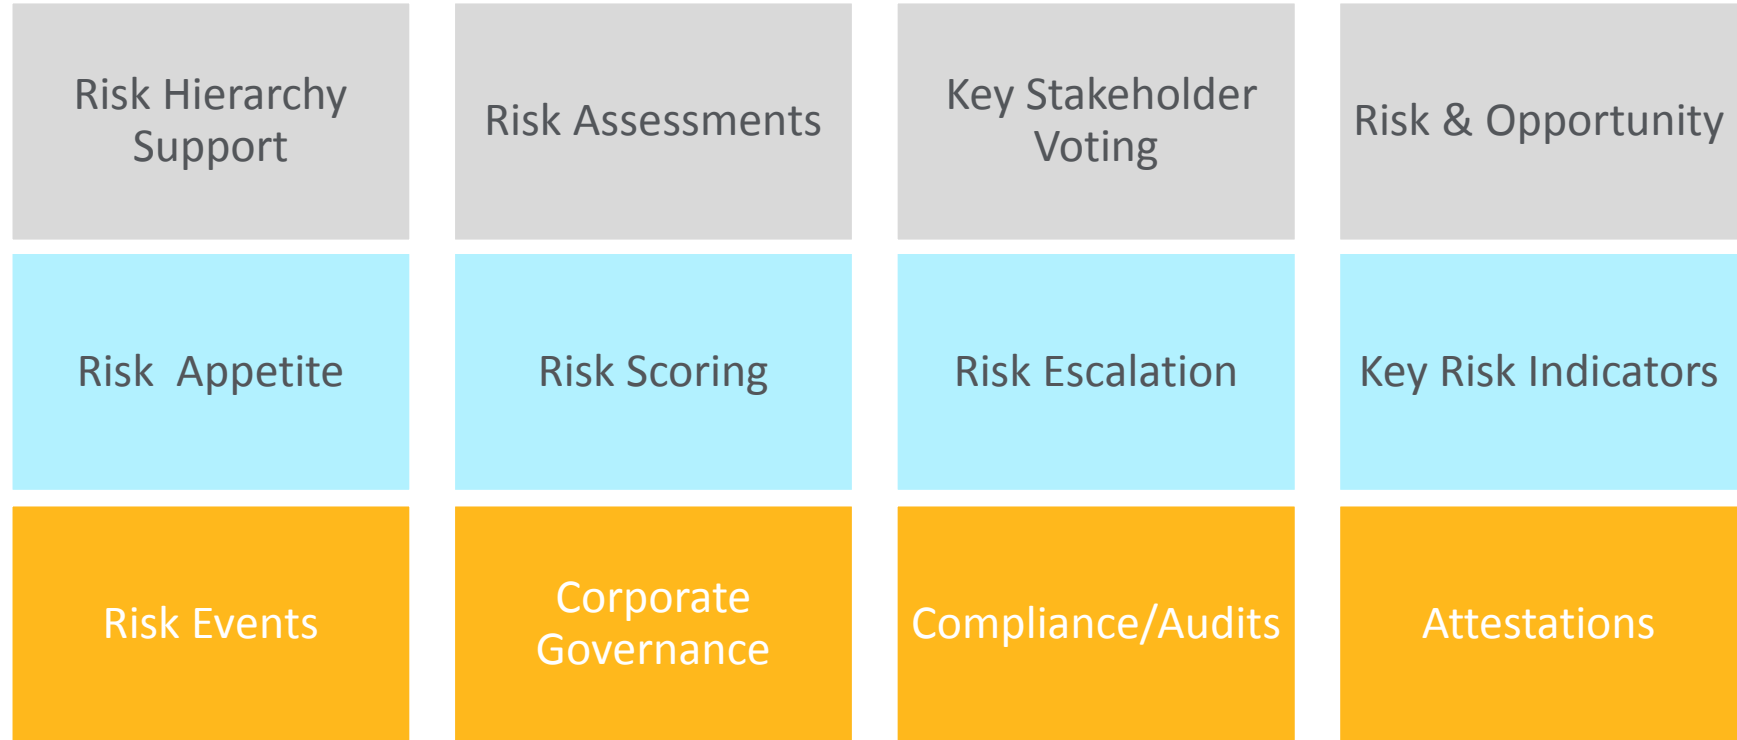 Risk Hierarchy
Support
Risk Assessments
Key Stakeholder
Voting
Risk & Opportunity
Risk  Appetite
Risk Scoring
Risk Escalation
Key Risk Indicators
Risk Events
Corporate
Governance
Compliance/Audits
Attestations